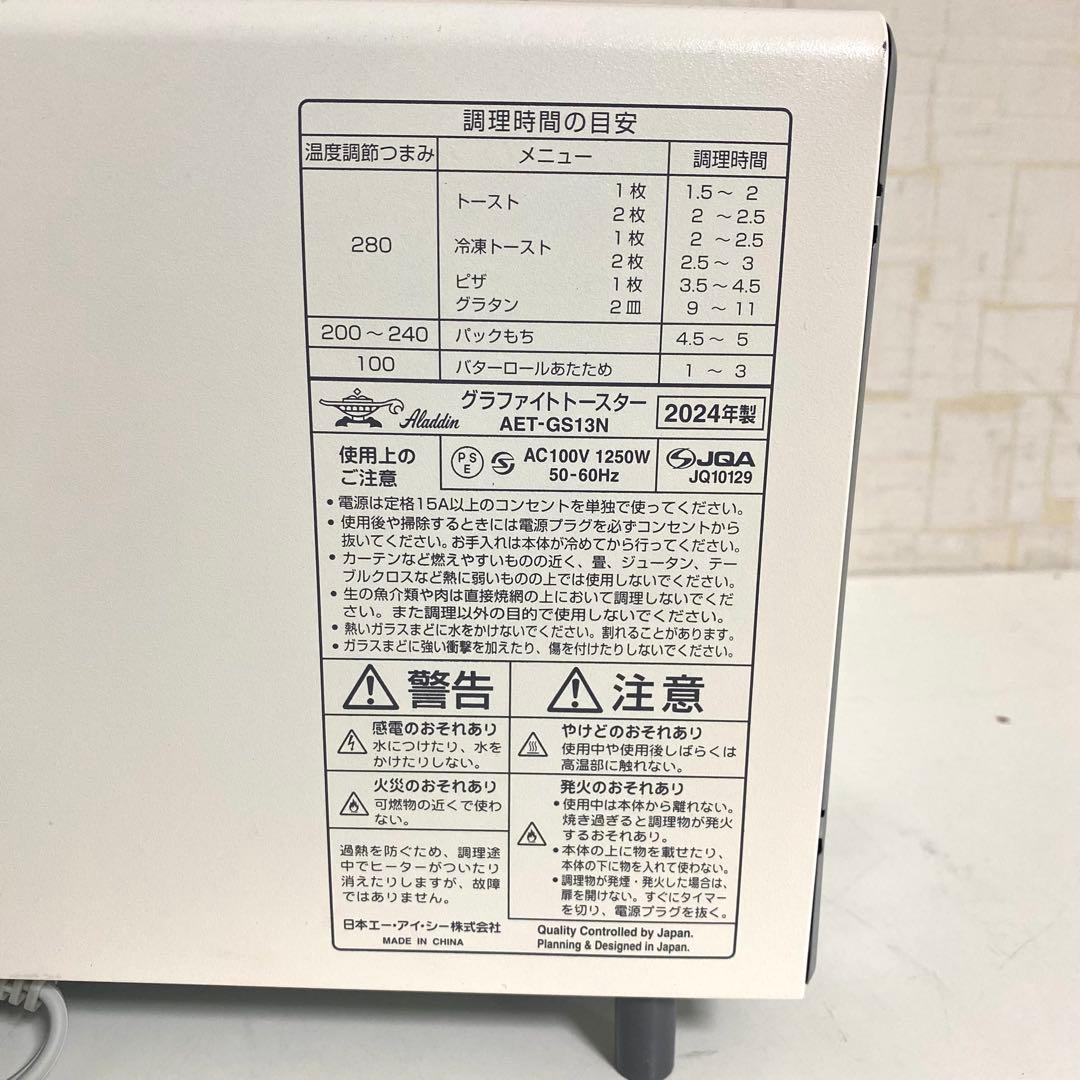 調理時間の目安
温度調節つまみ メニュー 調理時間
280
トースト 1枚 1.5～ 2
2枚 2 ～2.5
冷凍トースト 1枚 2 ～2.5
2枚 2.5～ 3
ピザ 1枚 3.5～4.5
グラタン 2皿 9 ～ 11
200～240 パックもち 4.5～ 5
100 バターロールあたため 1 ～ 3
Aladdin
グラファイトトースター
AET-GS13N
2024年製
使用上の
ご注意
PSE
AC100V 1250W
50-60Hz
JQA
JQ10129
•電源は定格15A以上のコンセントを単独で使ってください。
•使用後や掃除するときには電源プラグを必ずコンセントから
抜いてください。お手入れは本体が冷めてから行ってください。
•カーテンなど燃えやすいものの近く、畳、ジュータン、テー
ブルクロスなど熱に弱いものの上では使用しないでください。
•生の魚介類や肉は直接焼網の上において調理しないでくだ
さい。また調理以外の目的で使用しないでください。
•熱いガラスまどに水をかけないでください。割れることがあります。
•ガラスまどに強い衝撃を加えたり、傷を付けたりしないでください。
警告
感電のおそれあり
水につけたり、水を
かけたりしない。
火災のおそれあり
可燃物の近くで使わ
ない。
過熱を防ぐため、調理途
中でヒーターがついたり
消えたりしますが、故障
ではありません。
日本エー・アイ・シー株式会社
MADE IN CHINA
注意
やけどのおそれあり
使用中や使用後しばらくは
高温部に触れない。
発火のおそれあり
•使用中は本体から離れない。
焼き過ぎると調理物が発火
するおそれあり。
•本体の上に物を載せたり、
本体の下に物を入れて使わない。
•調理物が発煙・発火した場合は、
扉を開けない。すぐにタイマー
を切り、電源プラグを抜く。
Quality Controlled by Japan.
Planning & Designed in Japan.